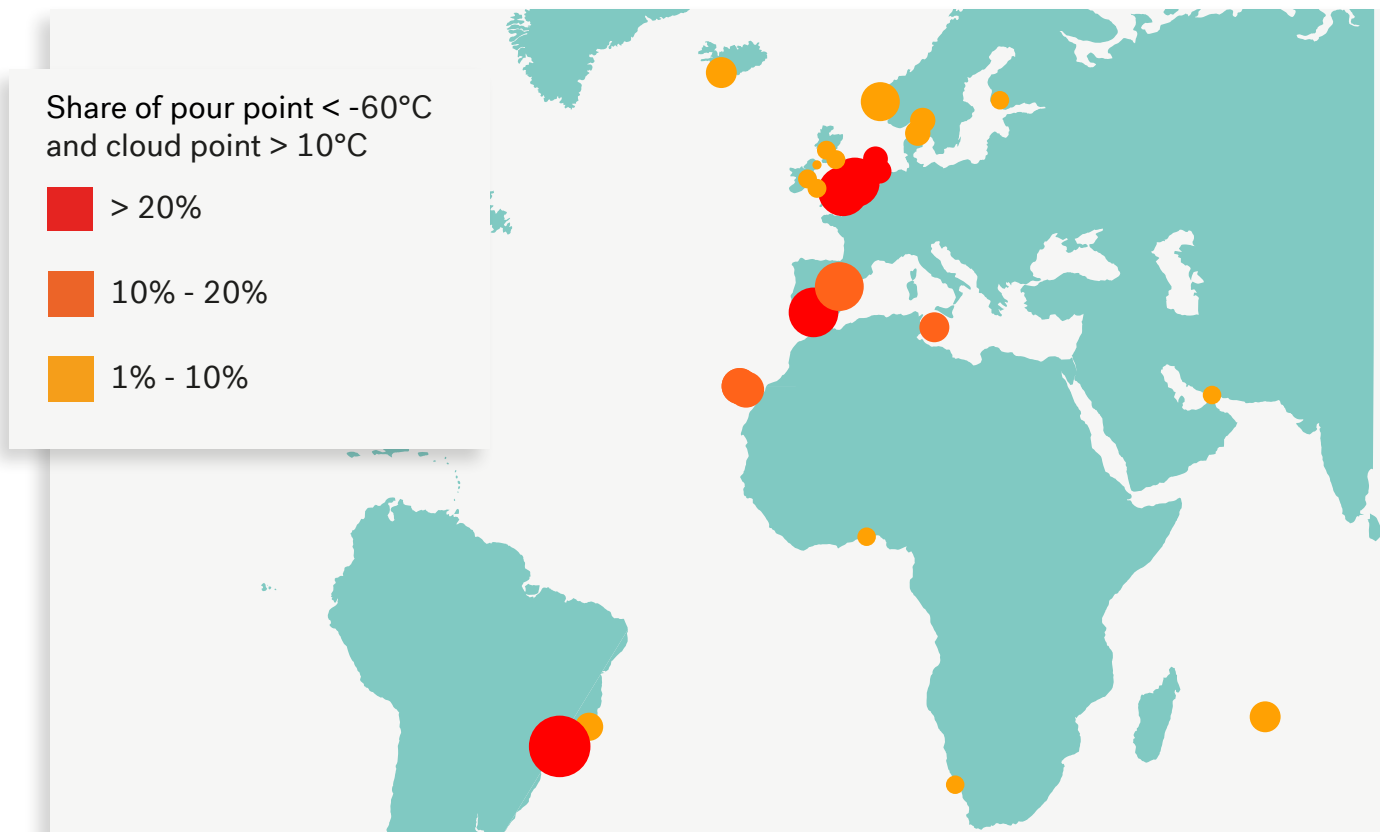 Share of pour point < -60°C
and cloud point > 10°C
> 20%
10% - 20%
1% - 10%